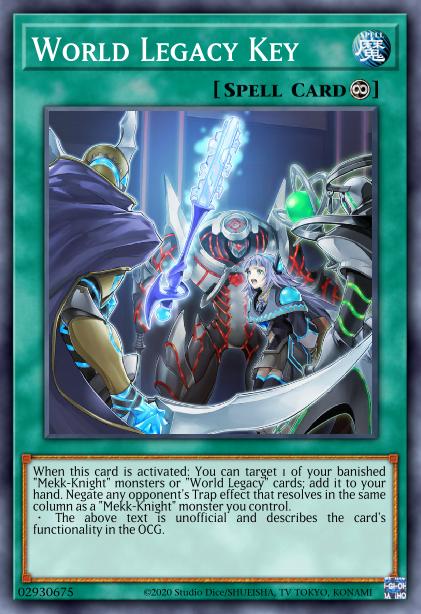 World Legacy Key
SPELL
魔
[Spell Card]
When this card is activated: You can target 1 of your banished
"Mekk-Knight" monsters or "World Legacy" cards; add it to your
hand. Negate any opponent's Trap effect that resolves in the same
column as a "Mekk-Knight" monster you control.
· The above text is unofficial and describes the card's
functionality in the OCG.
02930675
©2020 Studio Dice/SHUEISHA, TV TOKYO, KONAMI